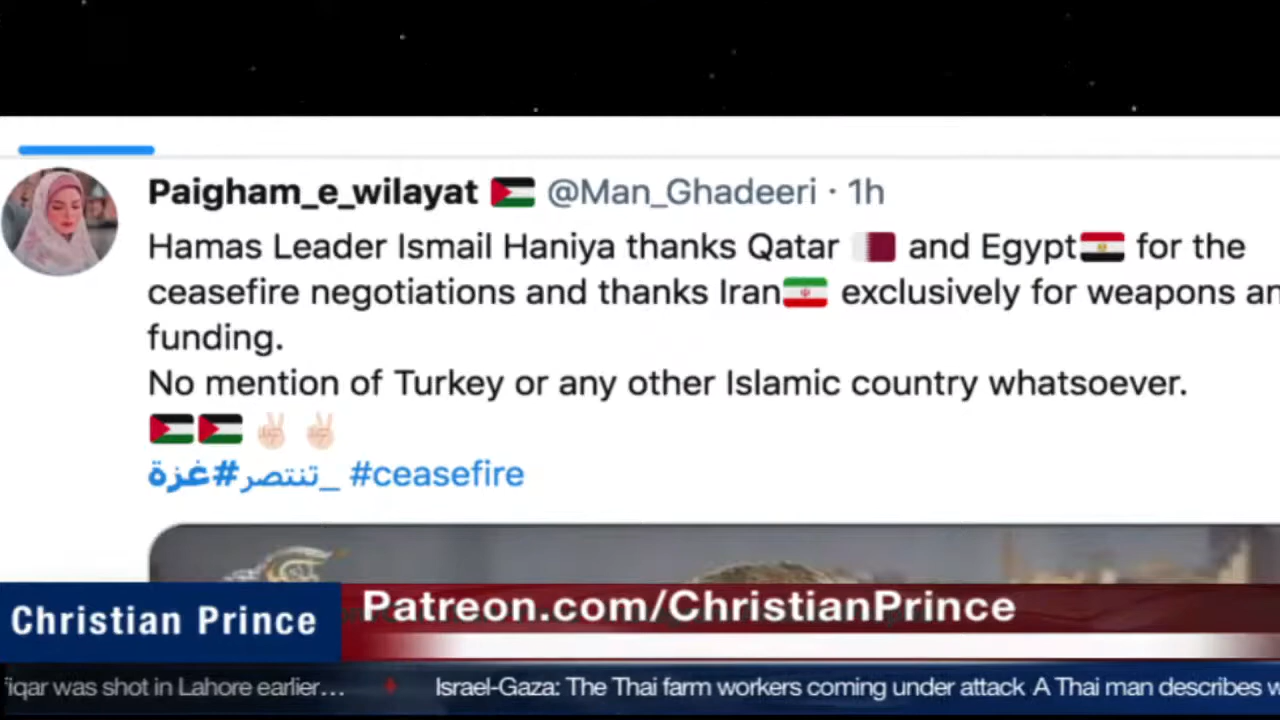 Paigham_e_wilayat 🇵🇸 @Man_Ghadeeri · 1h
Hamas Leader Ismail Haniya thanks Qatar 🇶🇦 and Egypt🇪🇬 for the
ceasefire negotiations and thanks Iran🇮🇷 exclusively for weapons an
funding.
No mention of Turkey or any other Islamic country whatsoever.
🇵🇸🇵🇸✌🏻✌🏻
#غزة_تنتصر #ceasefire
Christian Prince
Patreon.com/ChristianPrince
fiqar was shot in Lahore earlier... ♦ Israel-Gaza: The Thai farm workers coming under attack A Thai man describes w